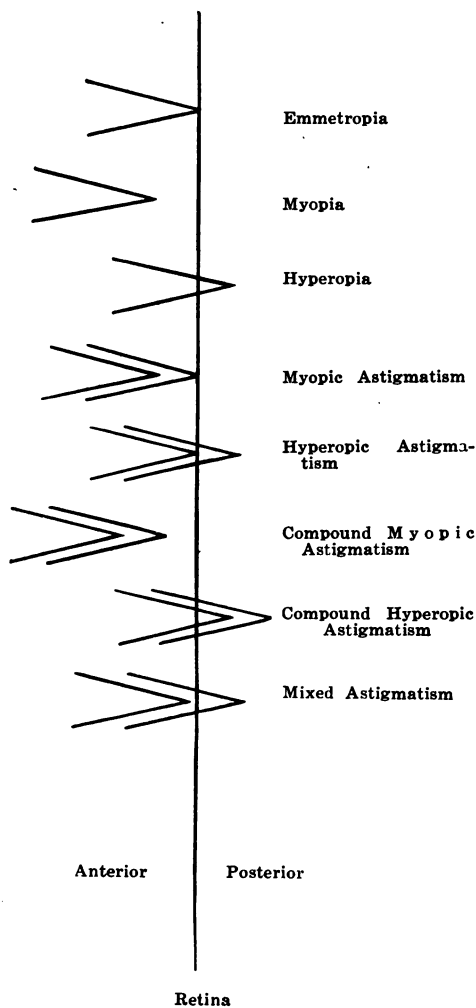 Emmetropia
Myopia
Hyperopia
Myopic Astigmatism
Hyperopic Astigma-
tism
Compound Myopic
Astigmatism
Compound Hyperopic
Astigmatism
Mixed Astigmatism
Anterior Posterior
Retina